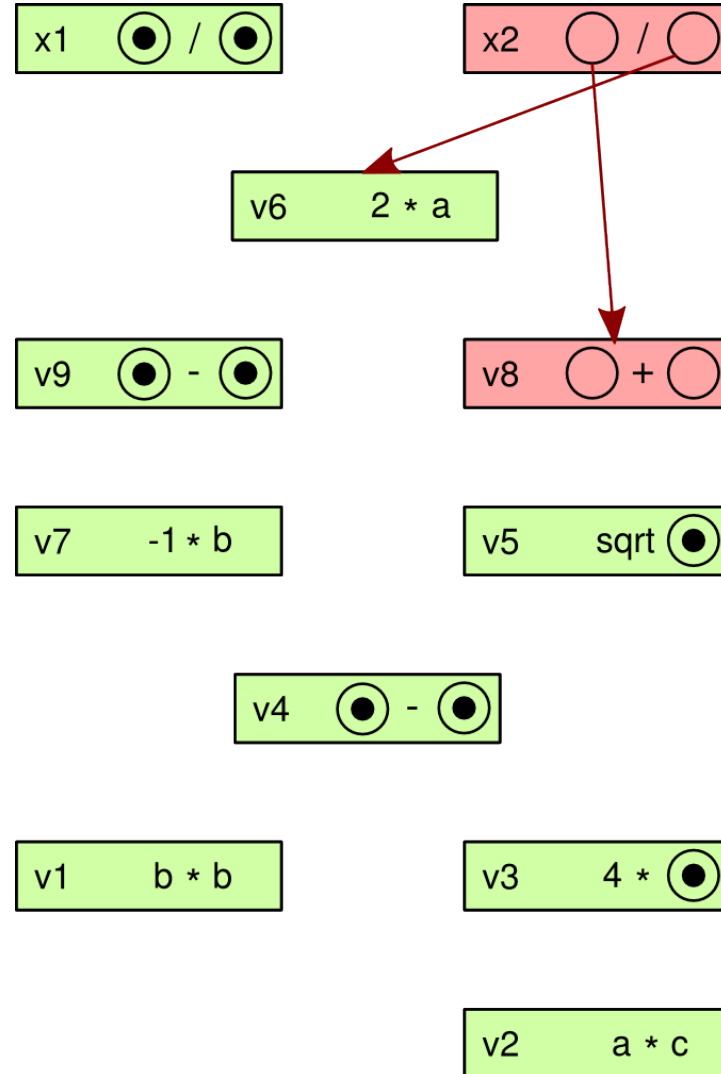 x1 /
x2 /
v6 2 * a
v9 -
v8 +
v7 -1 * b
v5 sqrt
v4 -
v1 b * b
v3 4 *
v2 a * c